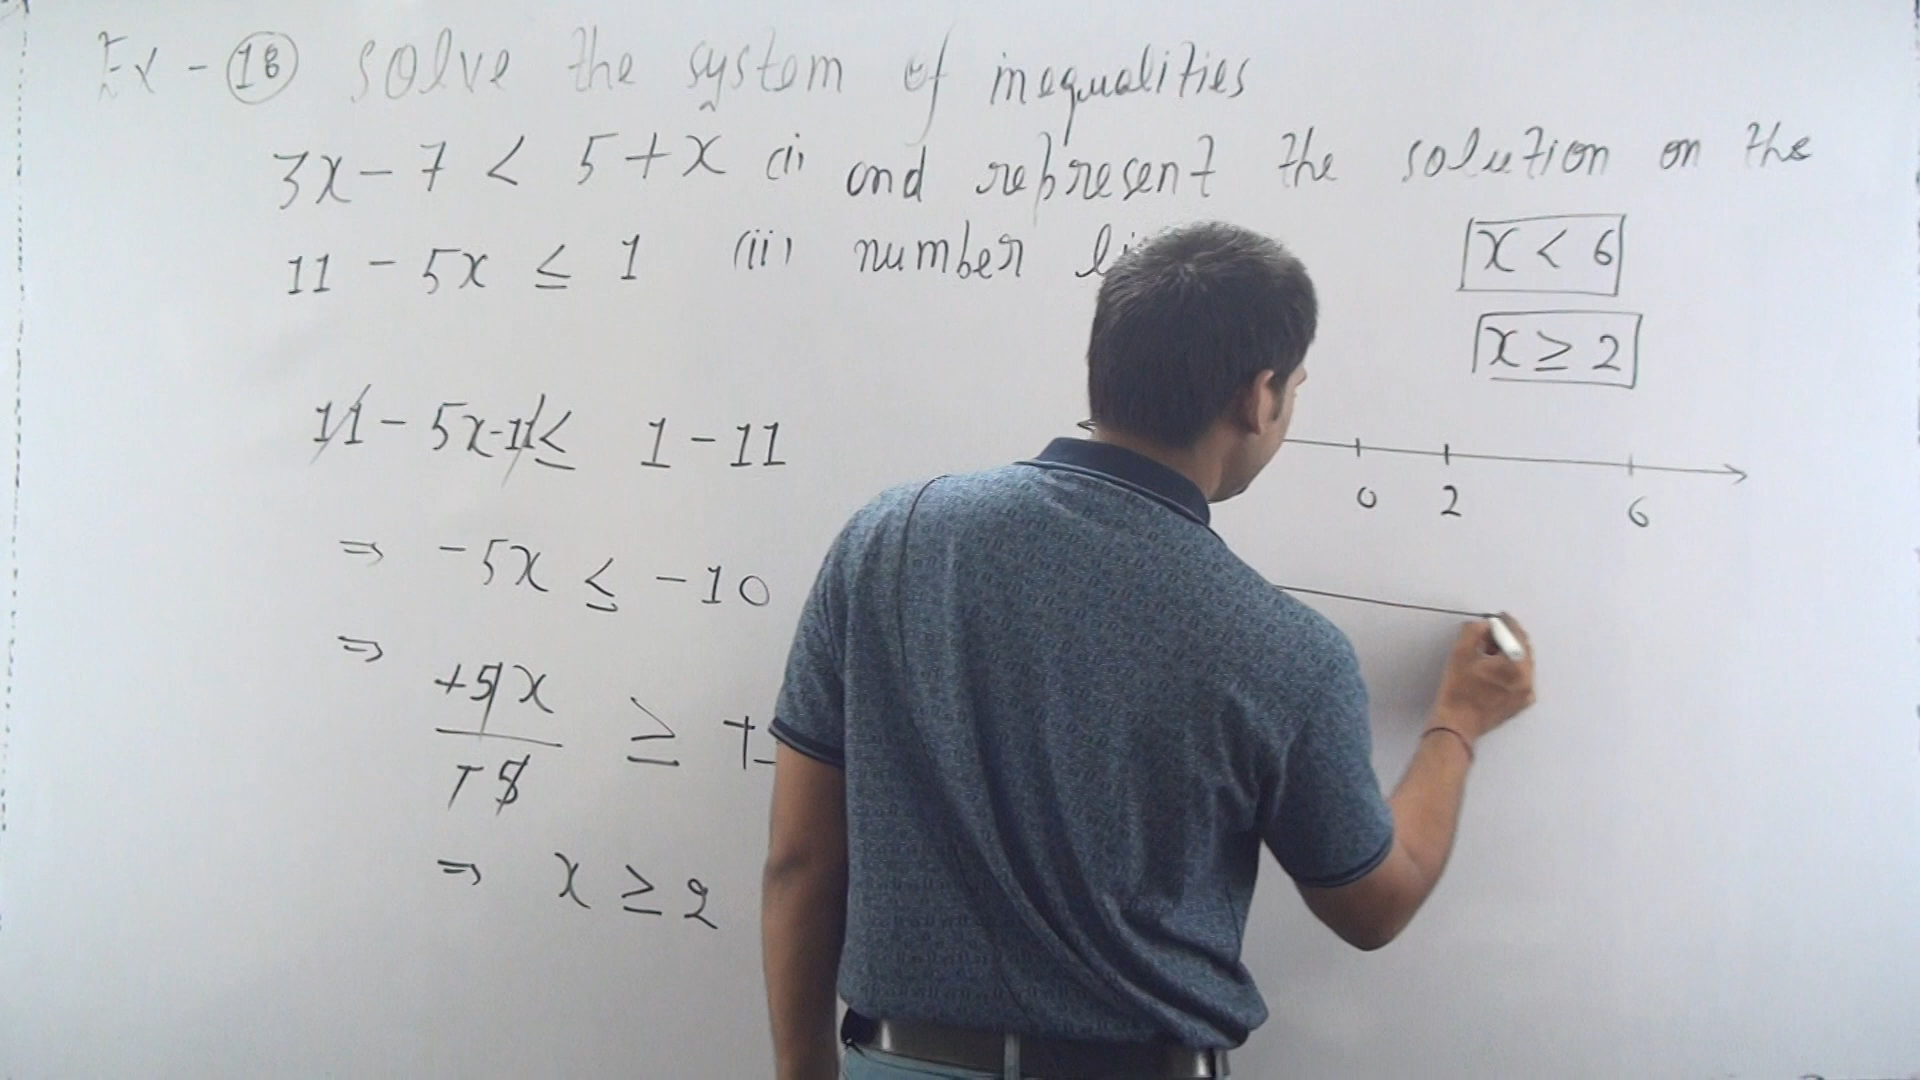 Ex - 18 solve the system of inequalities
3x - 7 < 5 + x (i) and represent the solution on the
11 - 5x ≤ 1 (ii) number
x < 6
x ≥ 2
11 - 5x - 11 ≤ 1 - 11
⇒ -5x ≤ -10
⇒ +5x / +5 ≥ +
⇒ x ≥ 2
0 2 6